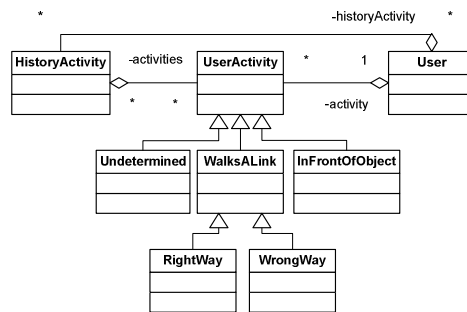 * -historyActivity *
HistoryActivity -activities UserActivity * 1 User
* * -activity
Undetermined WalksALink InFrontOfObject
RightWay WrongWay